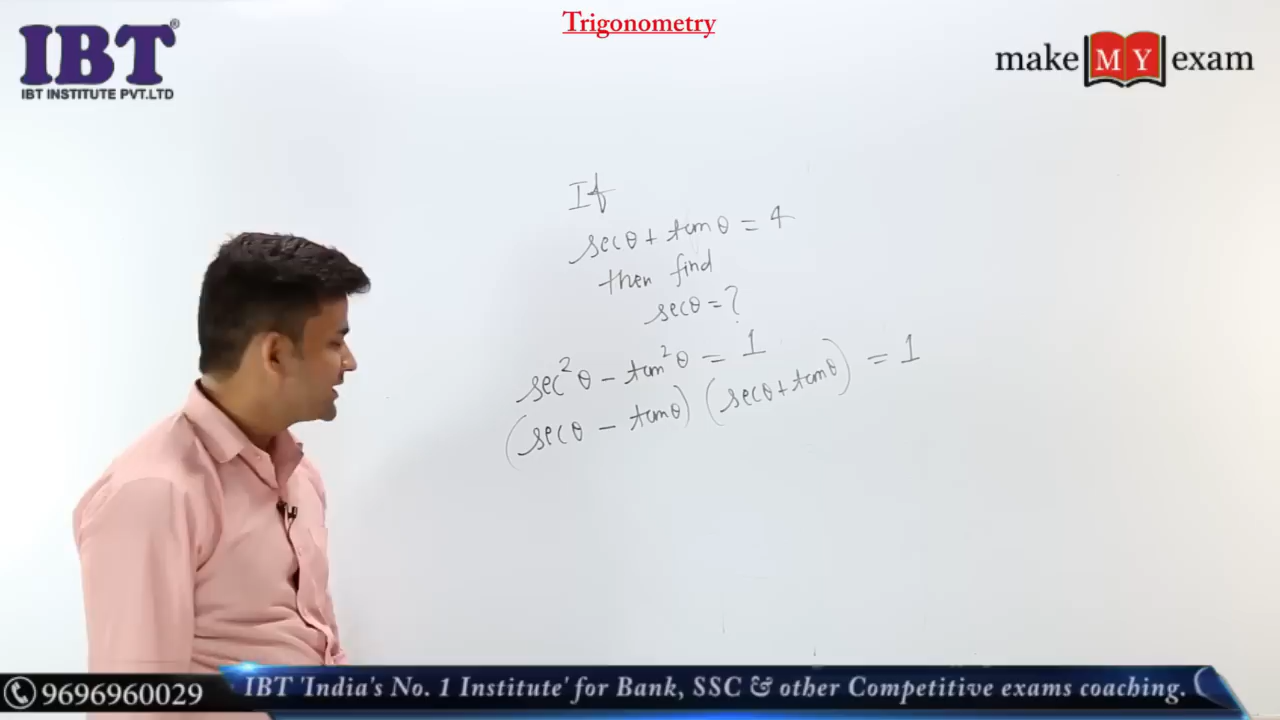 Trigonometry
IBT®
IBT INSTITUTE PVT.LTD
make MY exam
If
secθ + tanθ = 4
then find
secθ = ?
sec²θ - tan²θ = 1
(secθ - tanθ) (secθ + tanθ) = 1
9696960029
IBT 'India's No. 1 Institute' for Bank, SSC & other Competitive exams coaching.